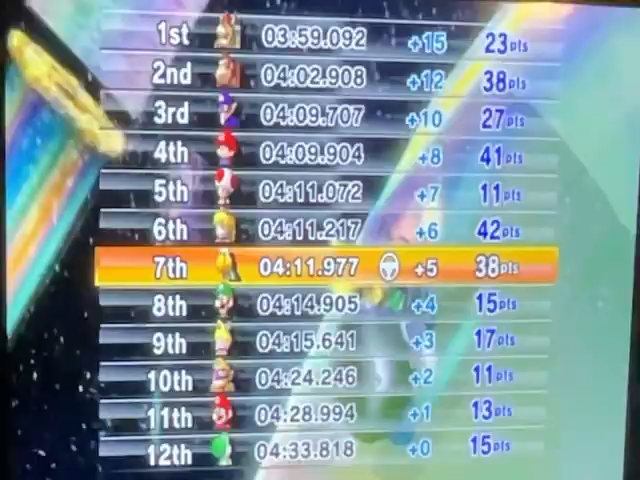 1st 03:59.092 +15 23pts
2nd 04:02.908 +12 38pts
3rd 04:09.707 +10 27pts
4th 04:09.904 +8 41pts
5th 04:11.072 +7 11pts
6th 04:11.217 +6 42pts
7th 04:11.977 +5 38pts
8th 04:14.905 +4 15pts
9th 04:15.641 +3 17pts
10th 04:24.246 +2 11pts
11th 04:28.994 +1 13pts
12th 04:33.818 +0 15pts